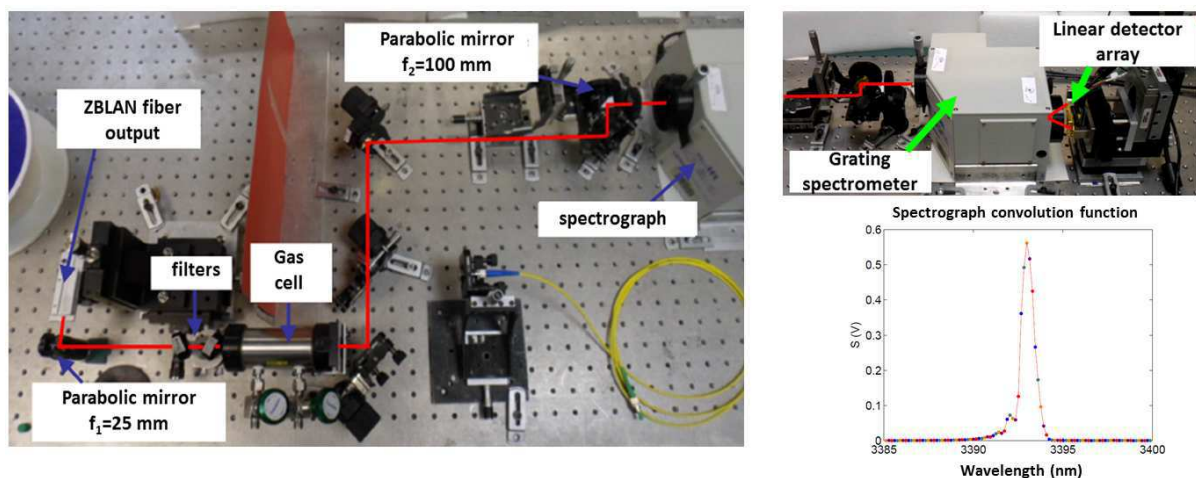 Parabolic mirror
f₂=100 mm
ZBLAN fiber
output
filters
Gas
cell
spectrograph
Parabolic mirror
f₁=25 mm
Linear detector
array
Grating
spectrometer
Spectrograph convolution function
0.6
0.5
0.4
0.3
0.2
0.1
0
S (V)
3385
3390
3395
3400
Wavelength (nm)